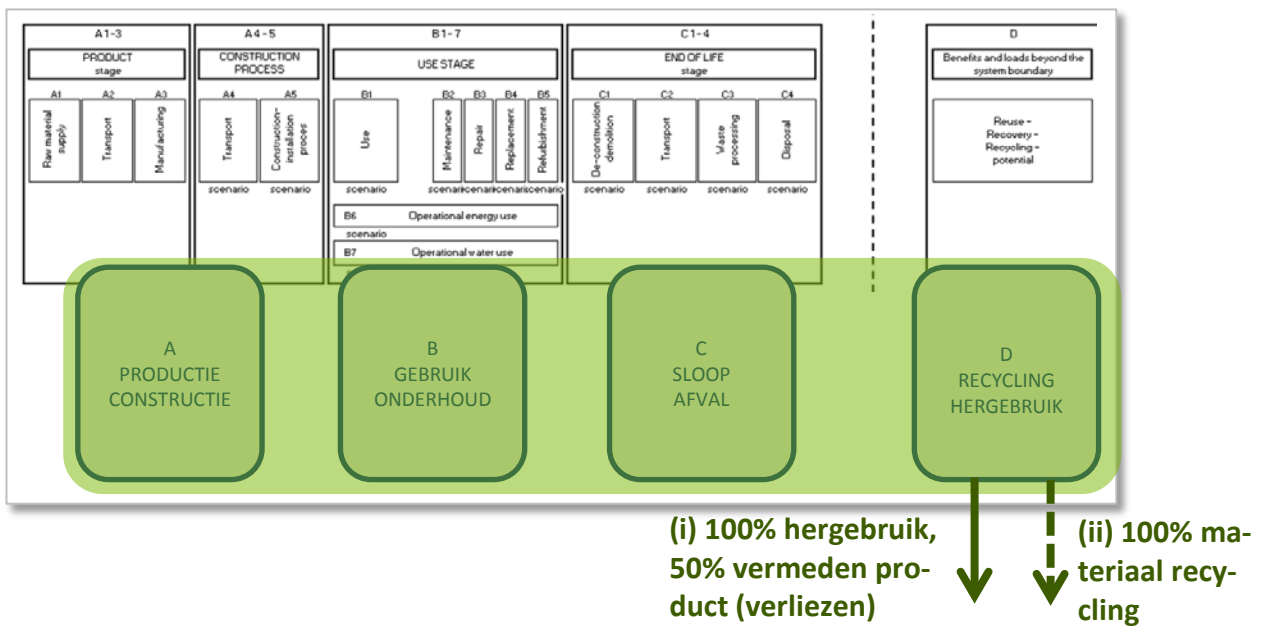 A1-3
PRODUCT
stage
A1
A2
A3
Raw material
supply
Transport
Manufacturing
A4-5
CONSTRUCTION
PROCESS
A4
A5
Transport
Construction-
installation
proces
scenario
scenario
B1-7
USE STAGE
B1
B2
B3
B4
B5
Use
Maintenance
Repair
Replacement
Refurbishment
scenario
scenario
scenario
scenario
scenario
B6
Operational energy use
scenario
B7
Operational water use
C1-4
END OF LIFE
stage
C1
C2
C3
C4
De-construction
demolition
Transport
Waste
processing
Disposal
scenario
scenario
scenario
scenario
D
Benefits and loads beyond the
system boundary
Reuse -
Recovery -
Recycling -
potential
A
PRODUCTIE
CONSTRUCTIE
B
GEBRUIK
ONDERHOUD
C
SLOOP
AFVAL
D
RECYCLING
HERGEBRUIK
(i) 100% hergebruik,
50% vermeden pro-
duct (verliezen)
(ii) 100% ma-
teriaal recy-
cling